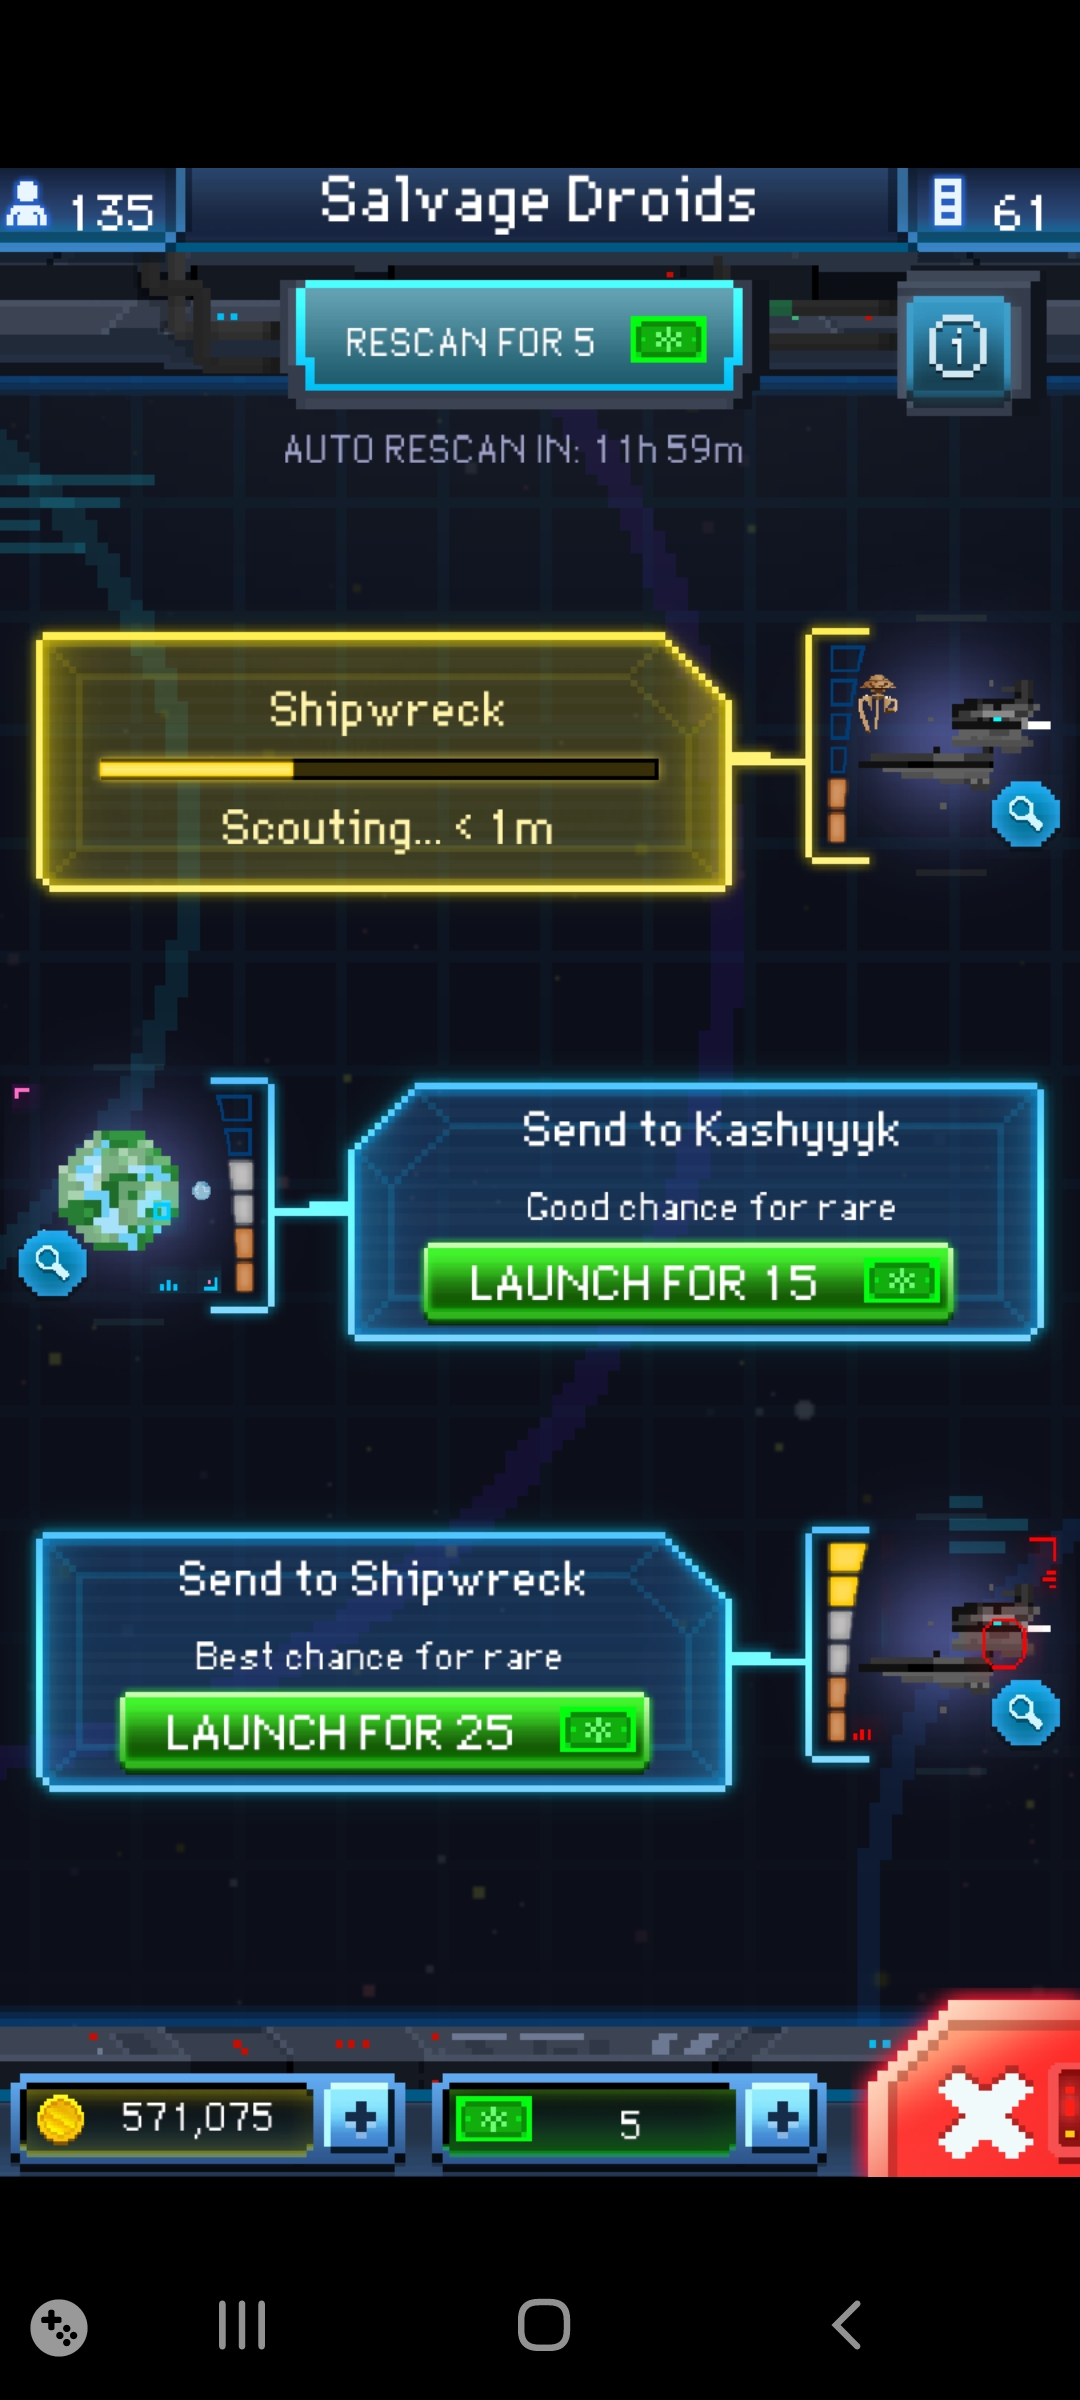 135
Salvage Droids
61
RESCAN FOR 5
AUTO RESCAN IN: 11h 59m
Shipwreck
Scouting... < 1m
Send to Kashyyyk
Good chance for rare
LAUNCH FOR 15
Send to Shipwreck
Best chance for rare
LAUNCH FOR 25
571,075
5